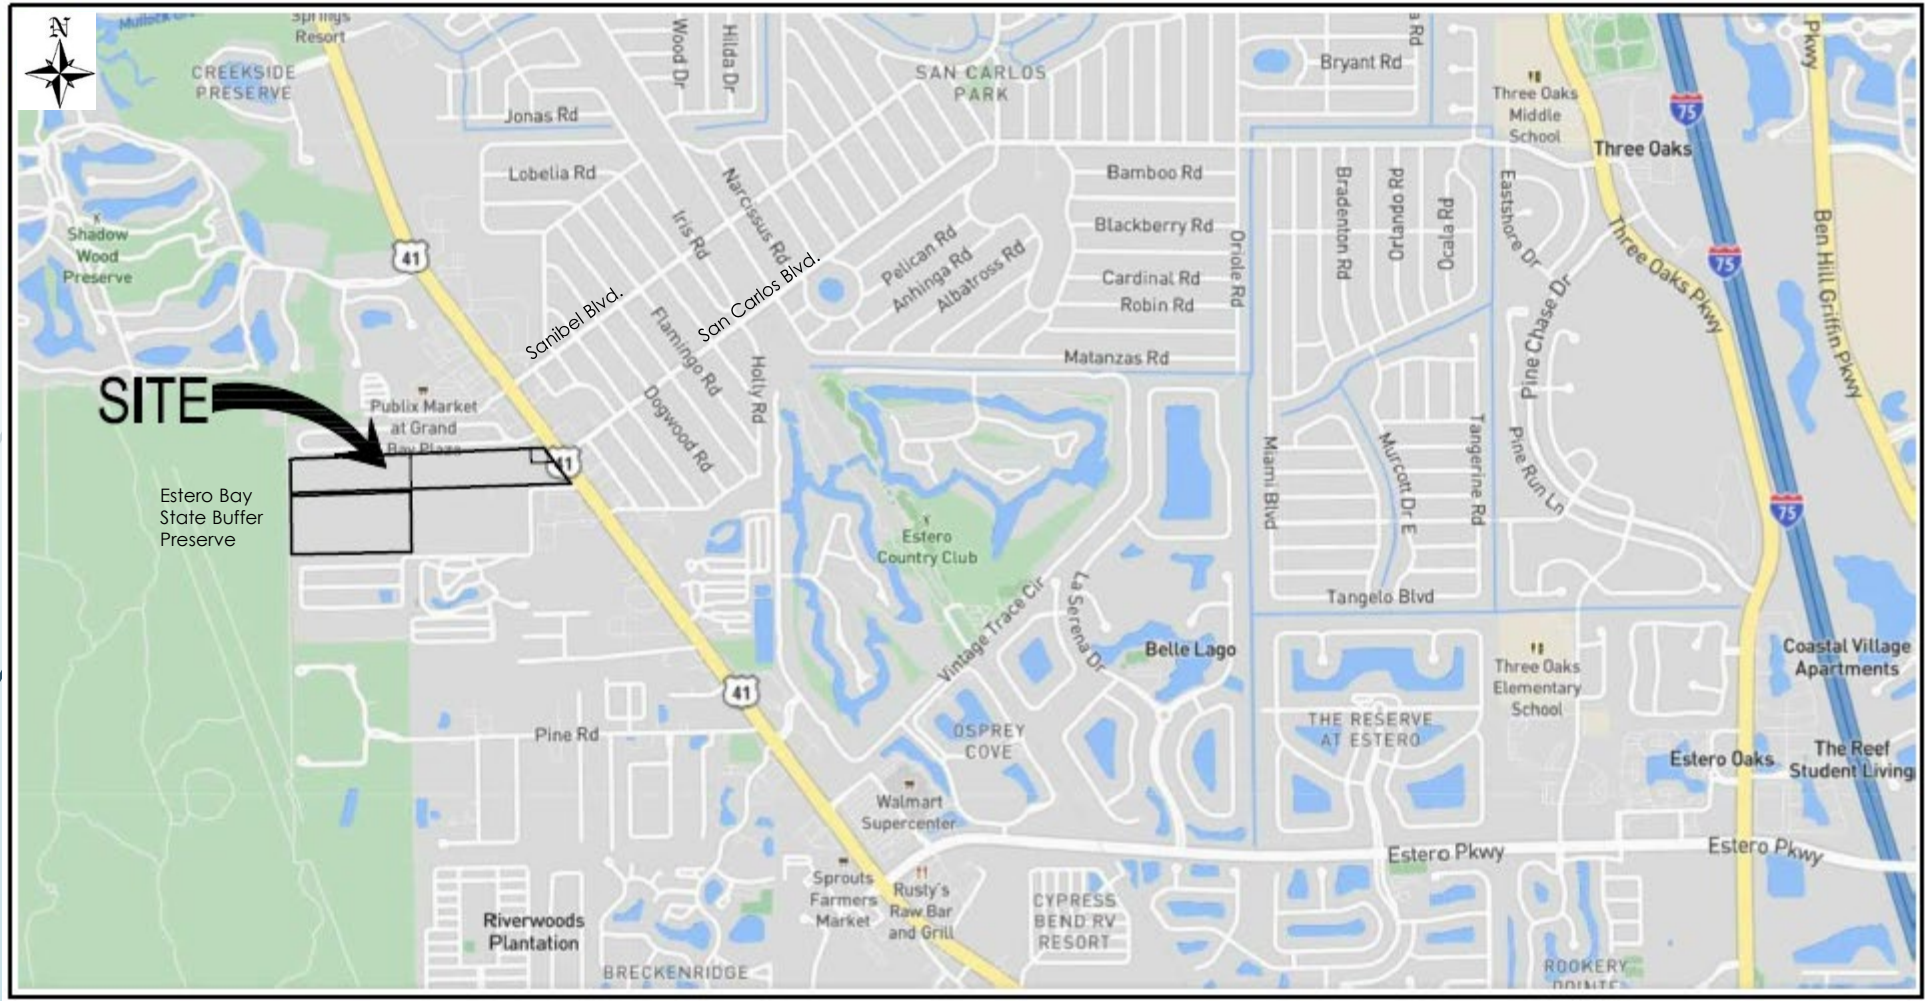 N
Mullock
Springs
Resort
CREEKSIDE
PRESERVE
Wood Dr
Hilda Dr
Jonas Rd
SAN CARLOS
PARK
Bryant Rd
Rd
Three Oaks
Middle
School
75
Pkwy
Three Oaks
Lobelia Rd
Narcissus Rd
Iris Rd
Bamboo Rd
Bradenton Rd
Orlando Rd
Ocala Rd
Eastshore Dr
Shadow
Wood
Preserve
41
Pelican Rd
Anhinga Rd
Albatross Rd
Blackberry Rd
Oriole Rd
Cardinal Rd
Robin Rd
Three Oaks Pkwy
75
Ben Hill Griffin Pkwy
Sanibel Blvd.
San Carlos Blvd.
Flamingo Rd
Pine Chase Dr
Holly Rd
Matanzas Rd
SITE
Publix Market
at Grand
Bay Plaza
Dogwood Rd
41
Miami Blvd
Murcott Dr E
Tangerine Rd
Pine Run Ln
75
Estero Bay
State Buffer
Preserve
Estero
Country Club
Vintage Trace Cir
La Serena Dr
Tangelo Blvd
Belle Lago
Three Oaks
Elementary
School
Coastal Village
Apartments
41
Pine Rd
OSPREY
COVE
THE RESERVE
AT ESTERO
Estero Oaks
The Reef
Student Living
Walmart
Supercenter
Estero Pkwy
Estero Pkwy
Sprouts
Farmers
Market
Rusty's
Raw Bar
and Grill
CYPRESS
BEND RV
RESORT
Riverwoods
Plantation
BRECKENRIDGE
ROOKERY
POINTE